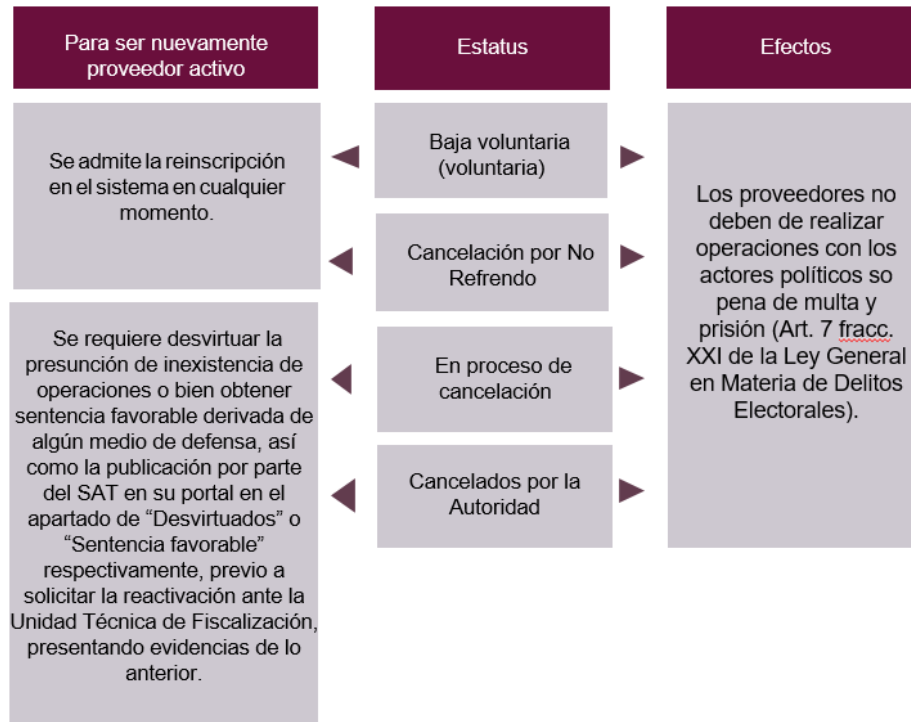 Para ser nuevamente
proveedor activo
Estatus
Efectos
Se admite la reinscripción
en el sistema en cualquier
momento.
Baja voluntaria
(voluntaria)
Cancelación por No
Refrendo
Se requiere desvirtuar la
presunción de inexistencia de
operaciones o bien obtener
sentencia favorable derivada de
algún medio de defensa, así
como la publicación por parte
del SAT en su portal en el
apartado de “Desvirtuados” o
“Sentencia favorable”
respectivamente, previo a
solicitar la reactivación ante la
Unidad Técnica de Fiscalización,
presentando evidencias de lo
anterior.
En proceso de
cancelación
Cancelados por la
Autoridad
Los proveedores no
deben de realizar
operaciones con los
actores políticos so
pena de multa y
prisión (Art. 7 fracc.
XXI de la Ley General
en Materia de Delitos
Electorales).